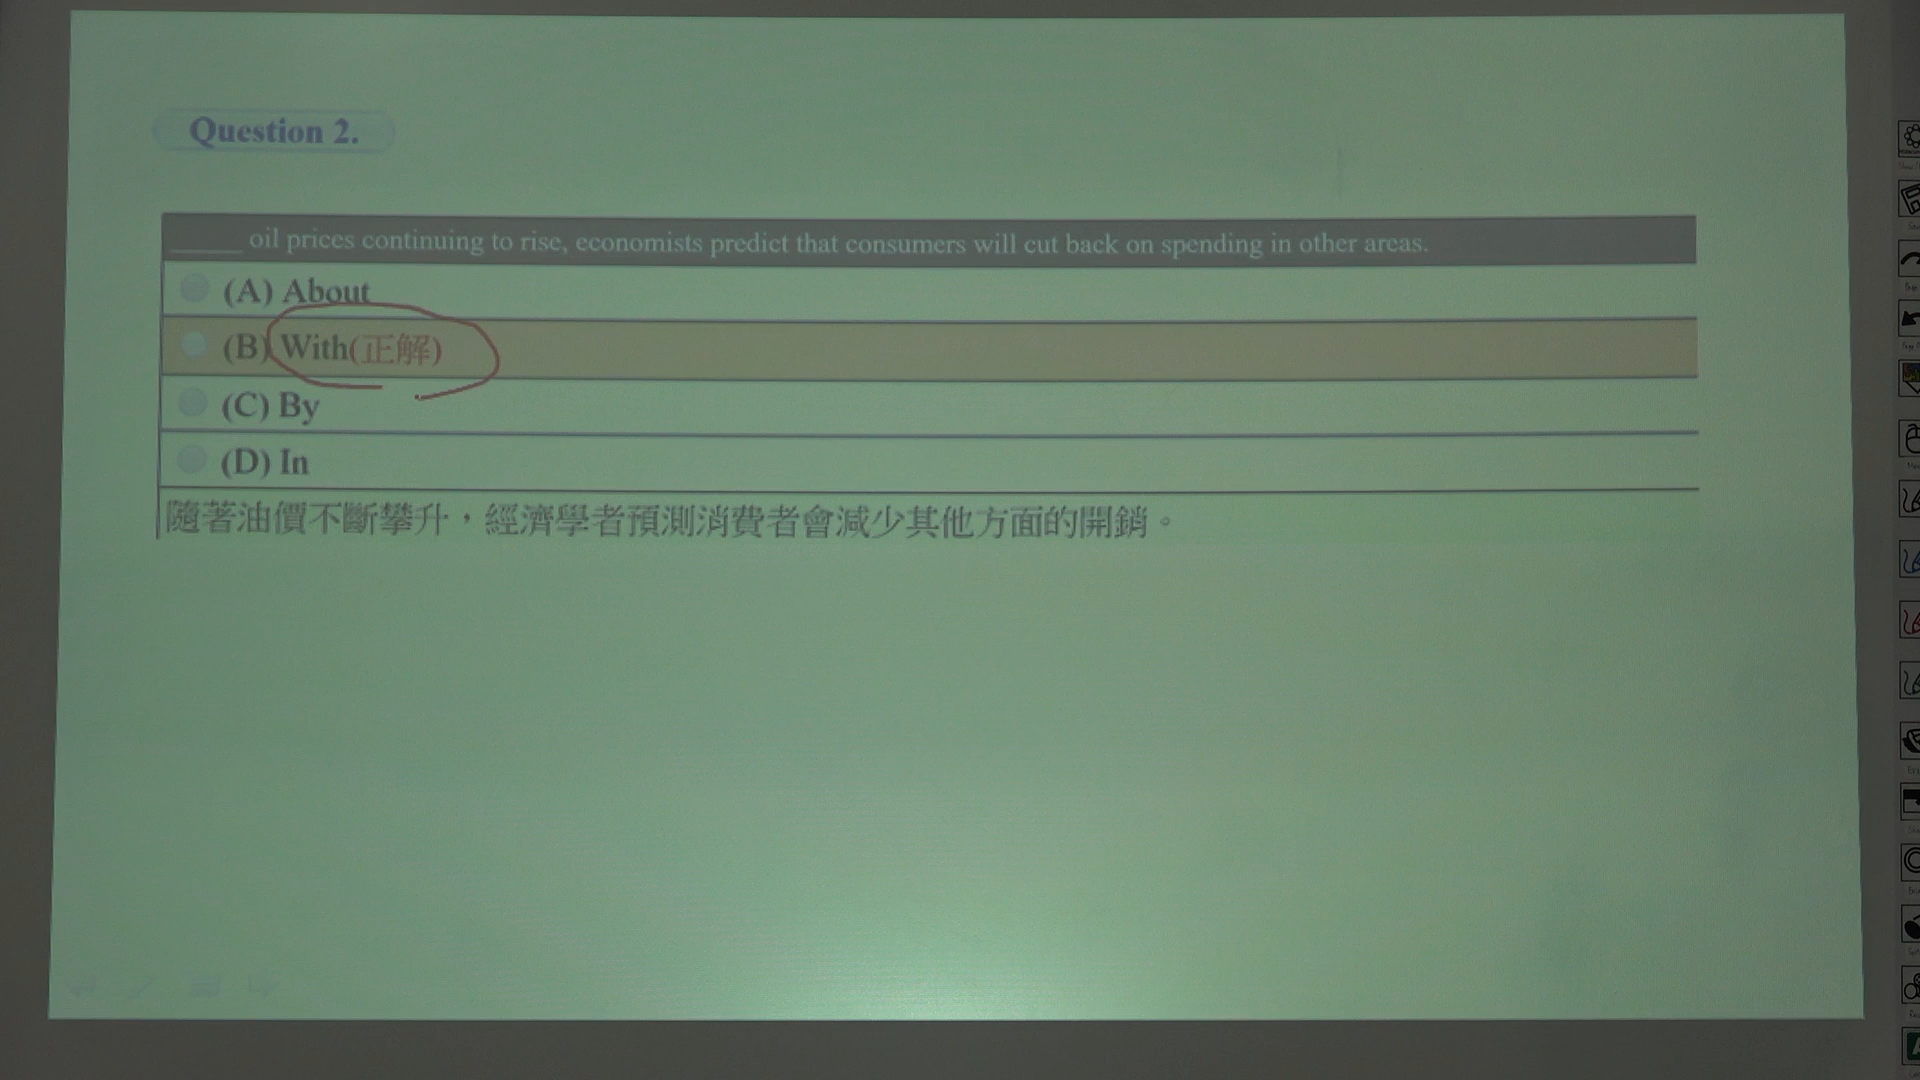 Question 2.
_____ oil prices continuing to rise, economists predict that consumers will cut back on spending in other areas.
(A) About
(B) With(正解)
(C) By
(D) In
隨著油價不斷攀升，經濟學者預測消費者會減少其他方面的開銷。